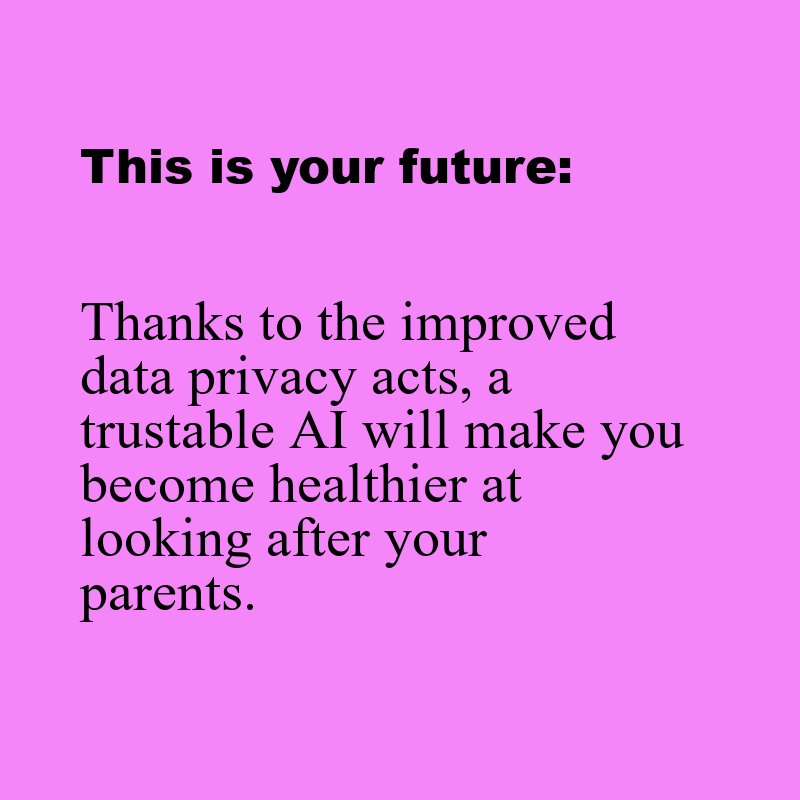 This is your future:
Thanks to the improved
data privacy acts, a
trustable AI will make you
become healthier at
looking after your
parents.